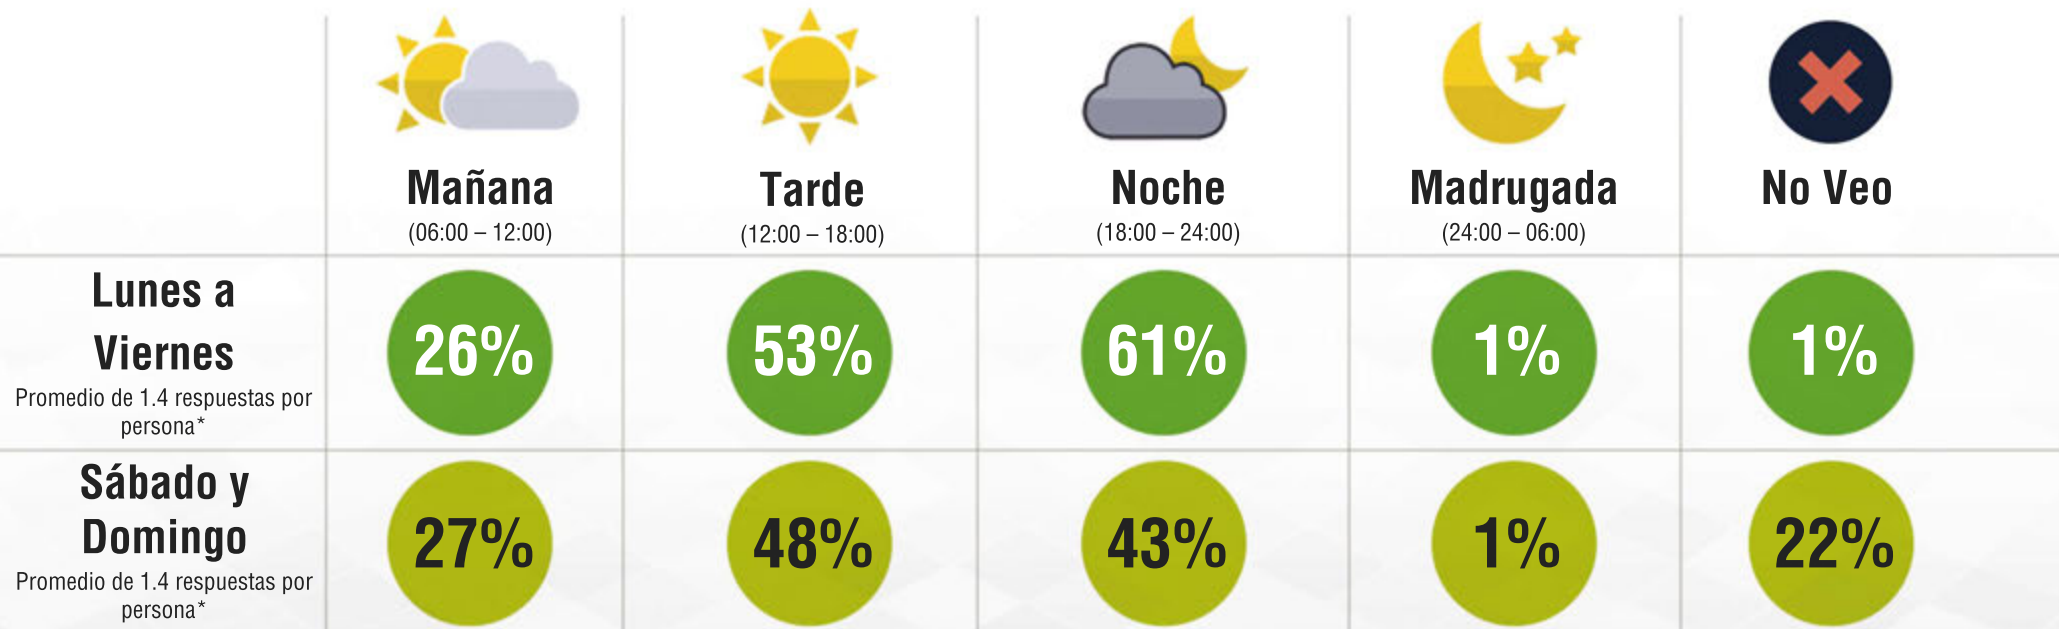 Mañana
(06:00 – 12:00)
Tarde
(12:00 – 18:00)
Noche
(18:00 – 24:00)
Madrugada
(24:00 – 06:00)
No Veo
Lunes a
Viernes
Promedio de 1.4 respuestas por
persona*
26%
53%
61%
1%
1%
Sábado y
Domingo
Promedio de 1.4 respuestas por
persona*
27%
48%
43%
1%
22%